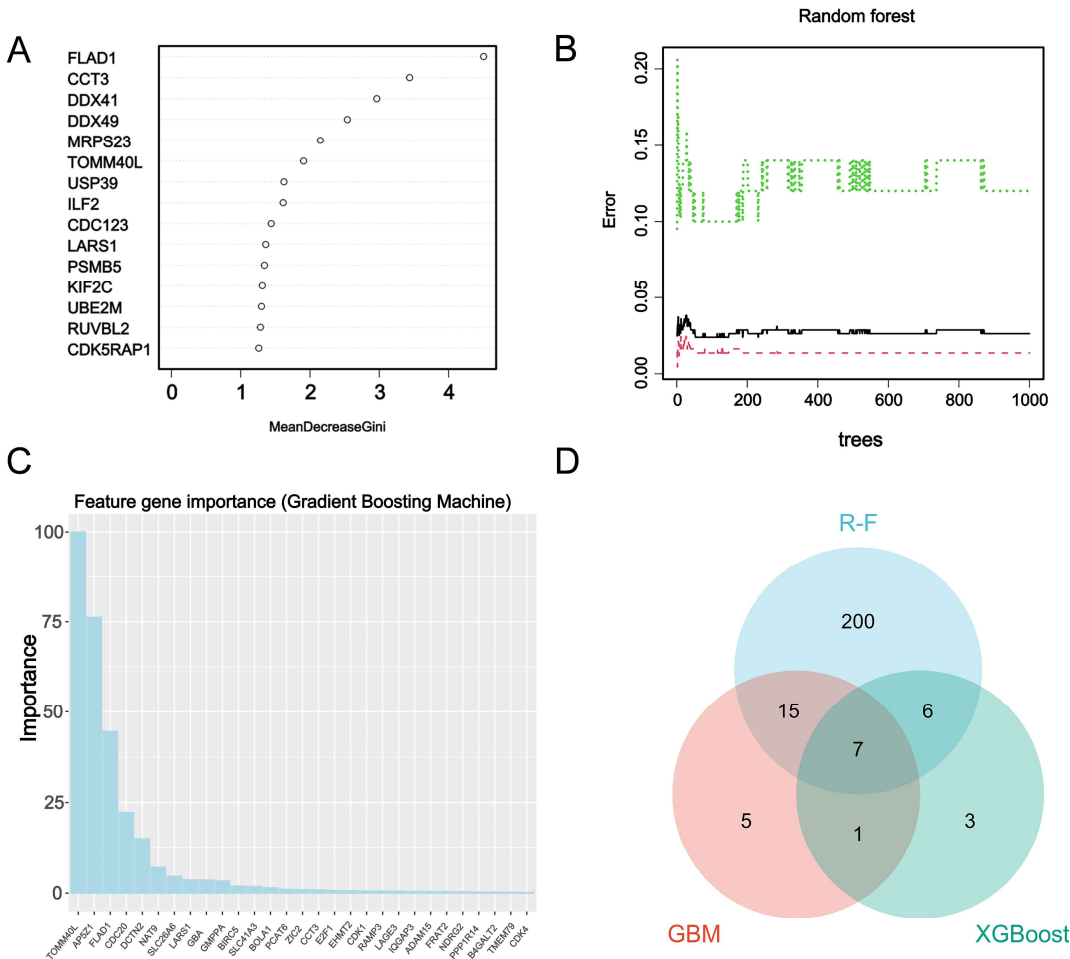 A
FLAD1
CCT3
DDX41
DDX49
MRPS23
TOMM40L
USP39
ILF2
CDC123
LARS1
PSMB5
KIF2C
UBE2M
RUVBL2
CDK5RAP1
0 1 2 3 4
MeanDecreaseGini
B
Random forest
Error
0.20
0.15
0.10
0.05
0.00
0 200 400 600 800 1000
trees
C
Feature gene importance (Gradient Boosting Machine)
Importance
100
75
50
25
0
TOMM40L
AP5Z1
FLAD1
CDC20
DCTN2
NAT9
SLC26A6
LARS1
GBA
GMPPA
BIRC5
SLC41A3
BOLA1
PCAT6
ZIC2
CCT3
E2F1
EHMT2
CDK1
RAMP3
LAGE3
IQGAP3
ADAM15
FRAT2
NDRG2
PPP1R14
B4GALT2
TMEM79
CDK4
D
R-F
200
15
6
7
5
1
3
GBM
XGBoost